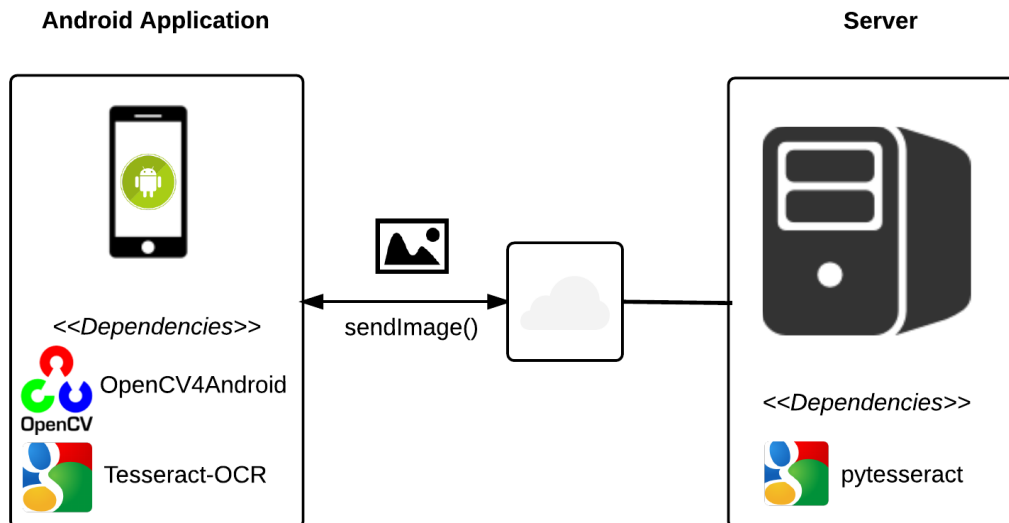 Android Application
Server
sendImage()
<<Dependencies>>
OpenCV
OpenCV4Android
Tesseract-OCR
<<Dependencies>>
pytesseract